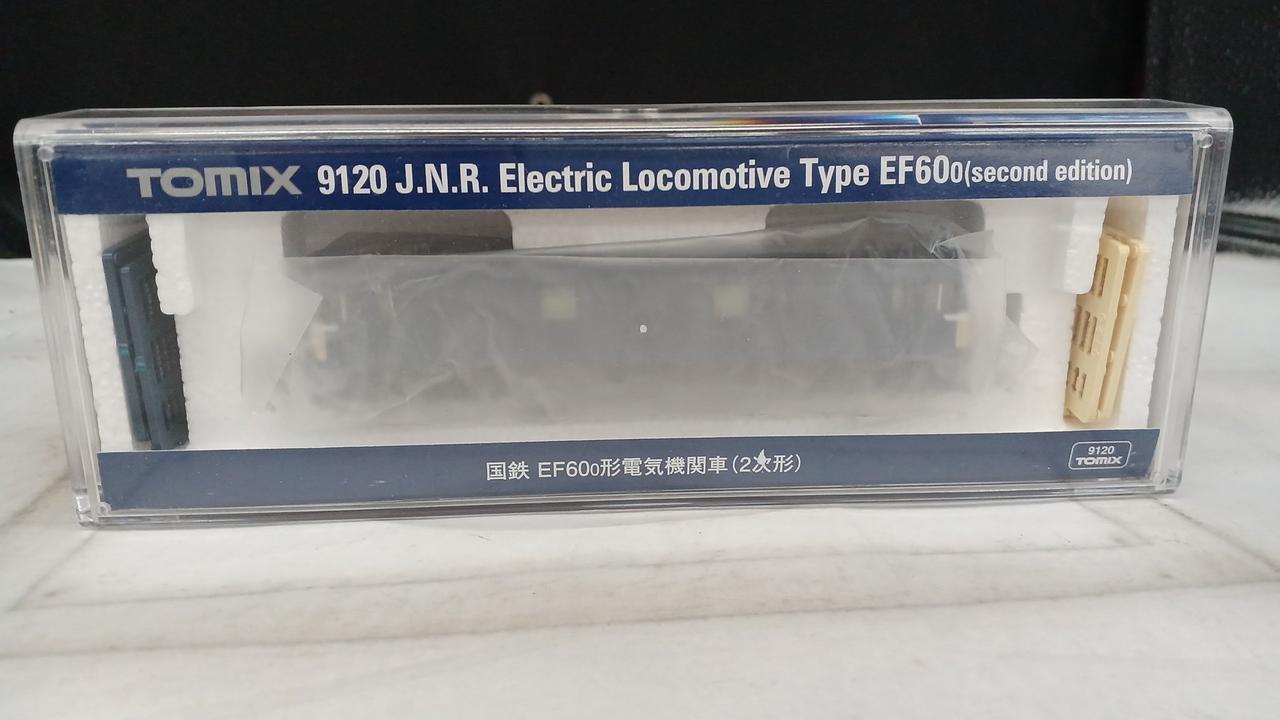 TOMIX 9120 J.N.R. Electric Locomotive Type EF600(second edition)
国鉄 EF600形電気機関車(2次形)
9120
TOMIX